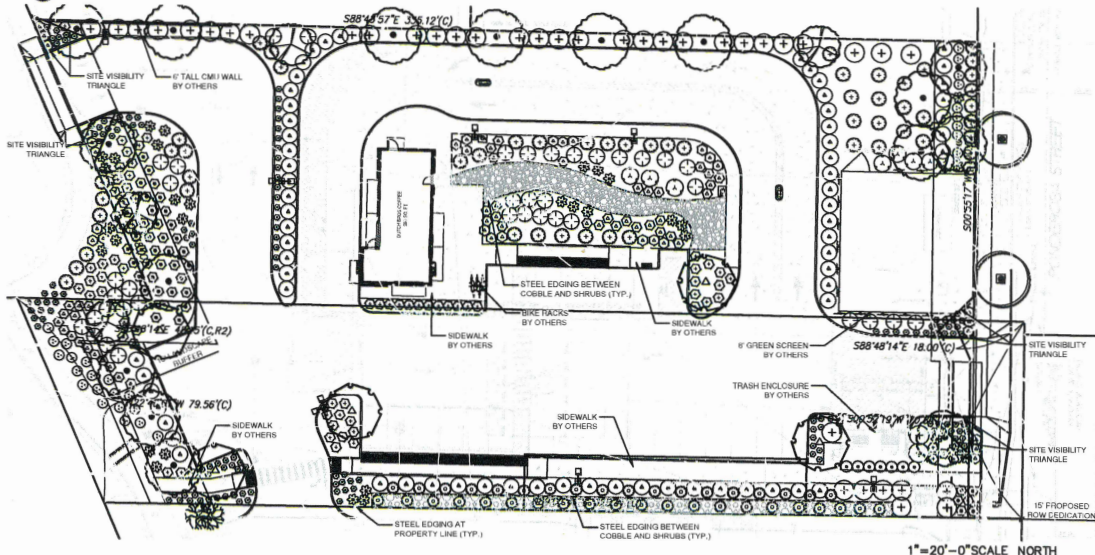 S88°48'57"E 336.12'(C)
SITE VISIBILITY
TRIANGLE
6' TALL CMU WALL
BY OTHERS
SITE VISIBILITY
TRIANGLE
STEEL EDGING BETWEEN
COBBLE AND SHRUBS (TYP.)
BIKE RACKS
BY OTHERS
SIDEWALK
BY OTHERS
SIDEWALK
BY OTHERS
6' GREEN SCREEN
BY OTHERS
S88°48'14"E 18.00'(C)
SITE VISIBILITY
TRIANGLE
BUFFER
79.56'(C)
TRASH ENCLOSURE
BY OTHERS
SIDEWALK
BY OTHERS
SIDEWALK
BY OTHERS
SITE VISIBILITY
TRIANGLE
15' PROPOSED
ROW DEDICATION
STEEL EDGING AT
PROPERTY LINE (TYP.)
STEEL EDGING BETWEEN
COBBLE AND SHRUBS (TYP.)
1"=20'-0"SCALE NORTH